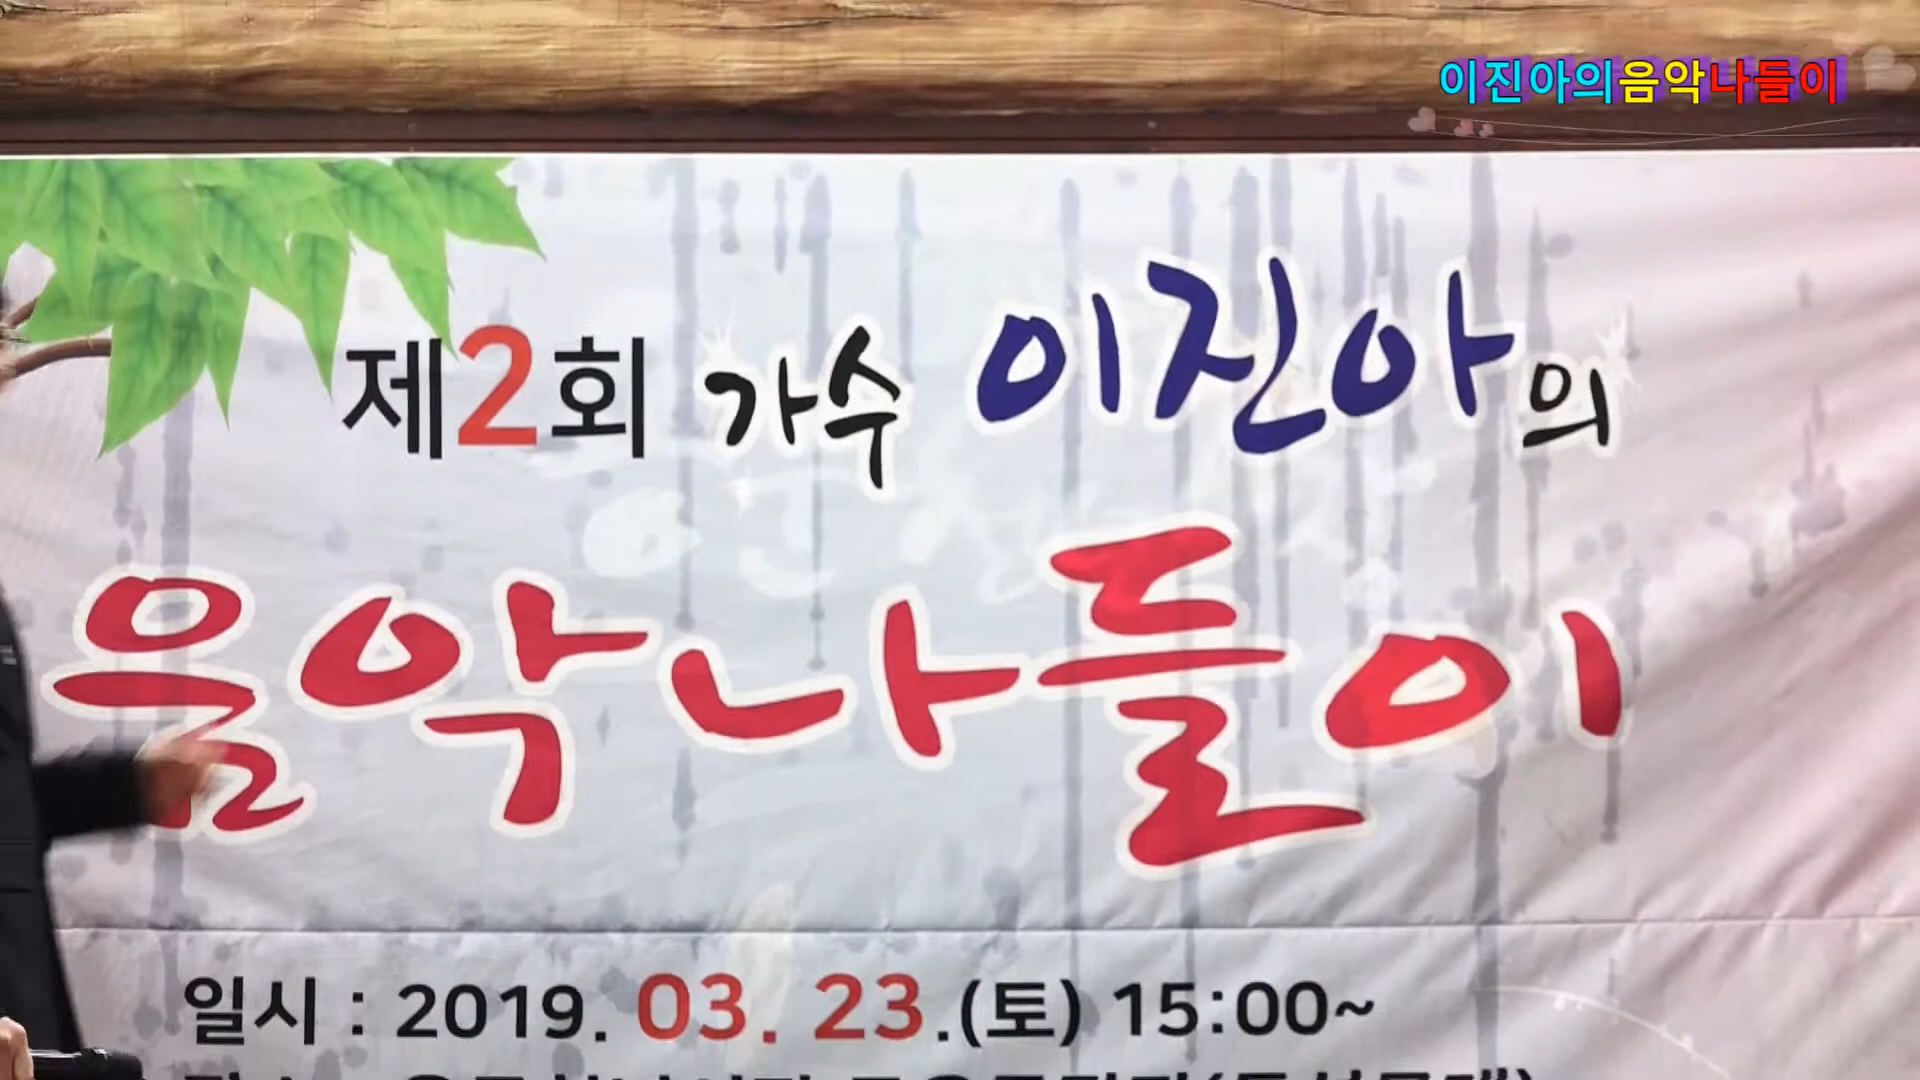 이진아의음악나들이
제2회 가수 이진아의
음악나들이
일시 : 2019. 03. 23.(토) 15:00~